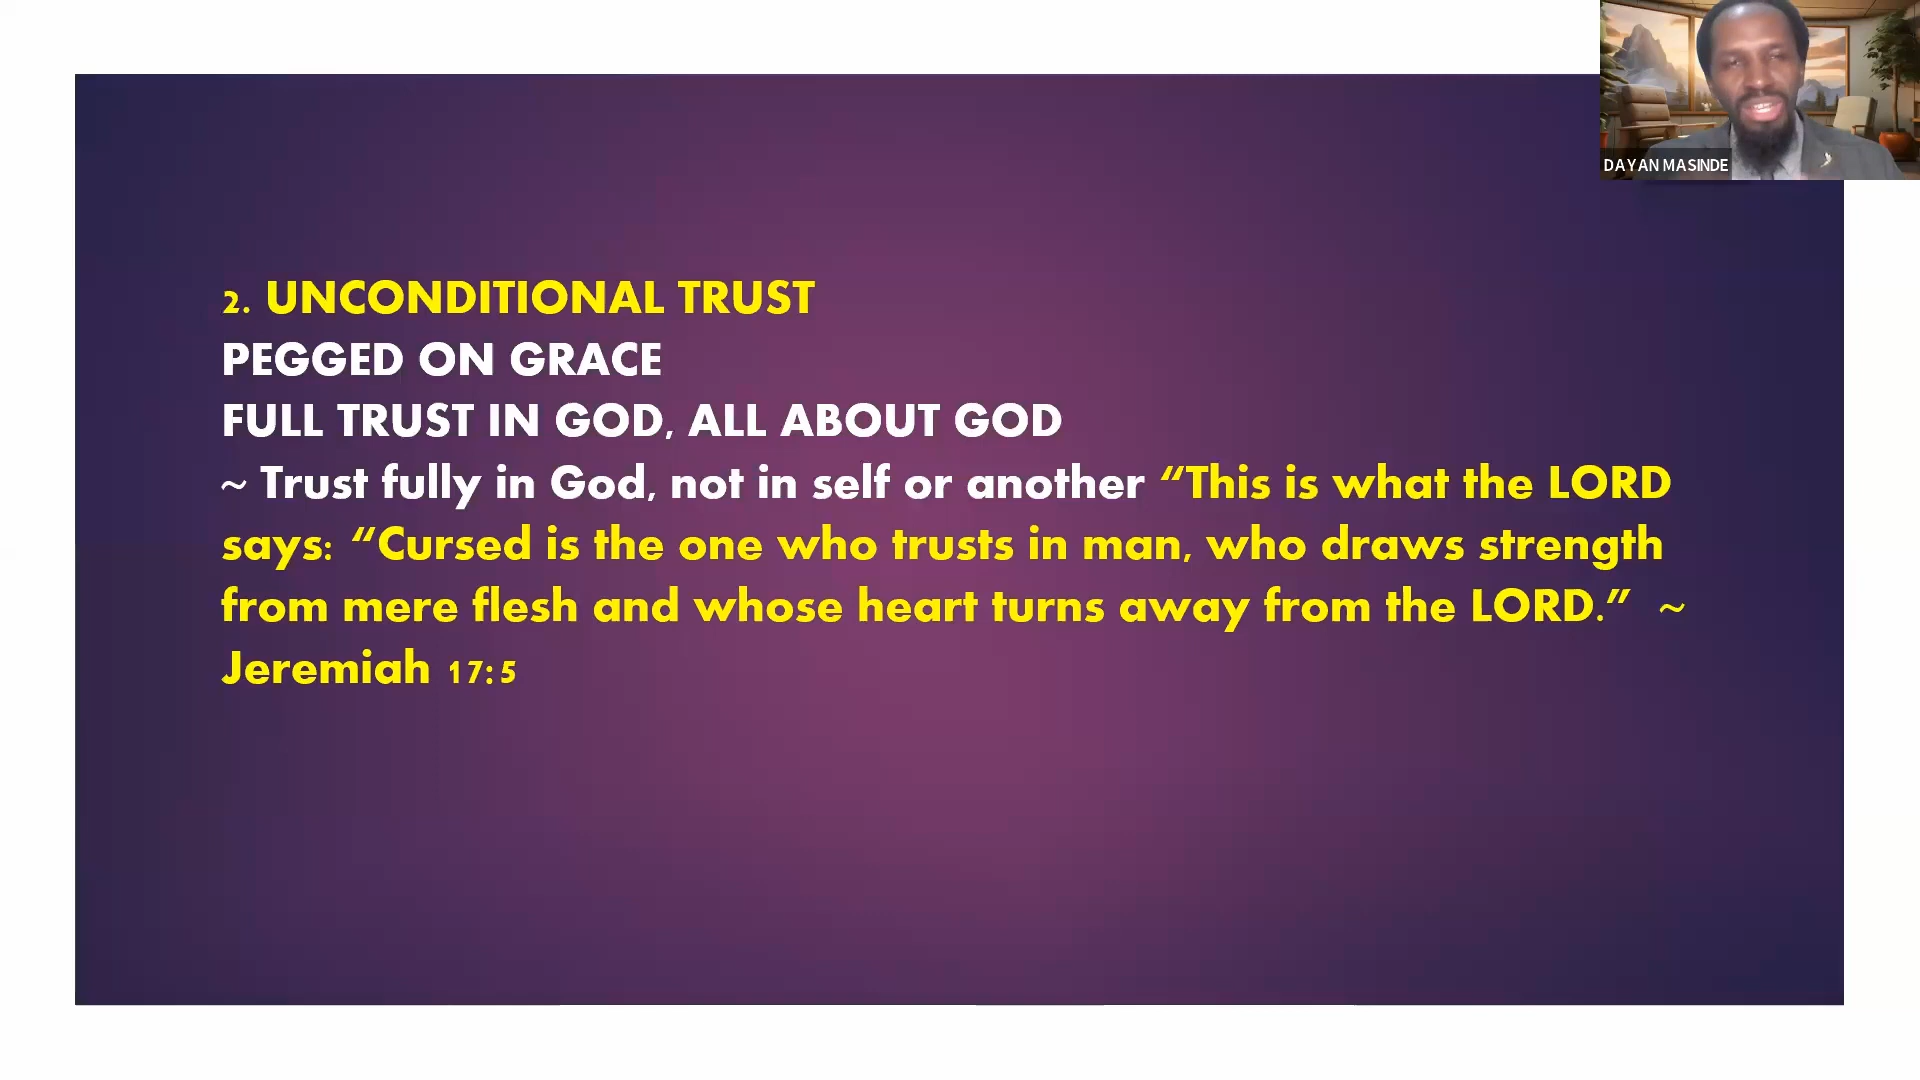 DAYAN MASINDE
2. UNCONDITIONAL TRUST
PEGGED ON GRACE
FULL TRUST IN GOD, ALL ABOUT GOD
~ Trust fully in God, not in self or another “This is what the LORD
says: “Cursed is the one who trusts in man, who draws strength
from mere flesh and whose heart turns away from the LORD.” ~
Jeremiah 17:5